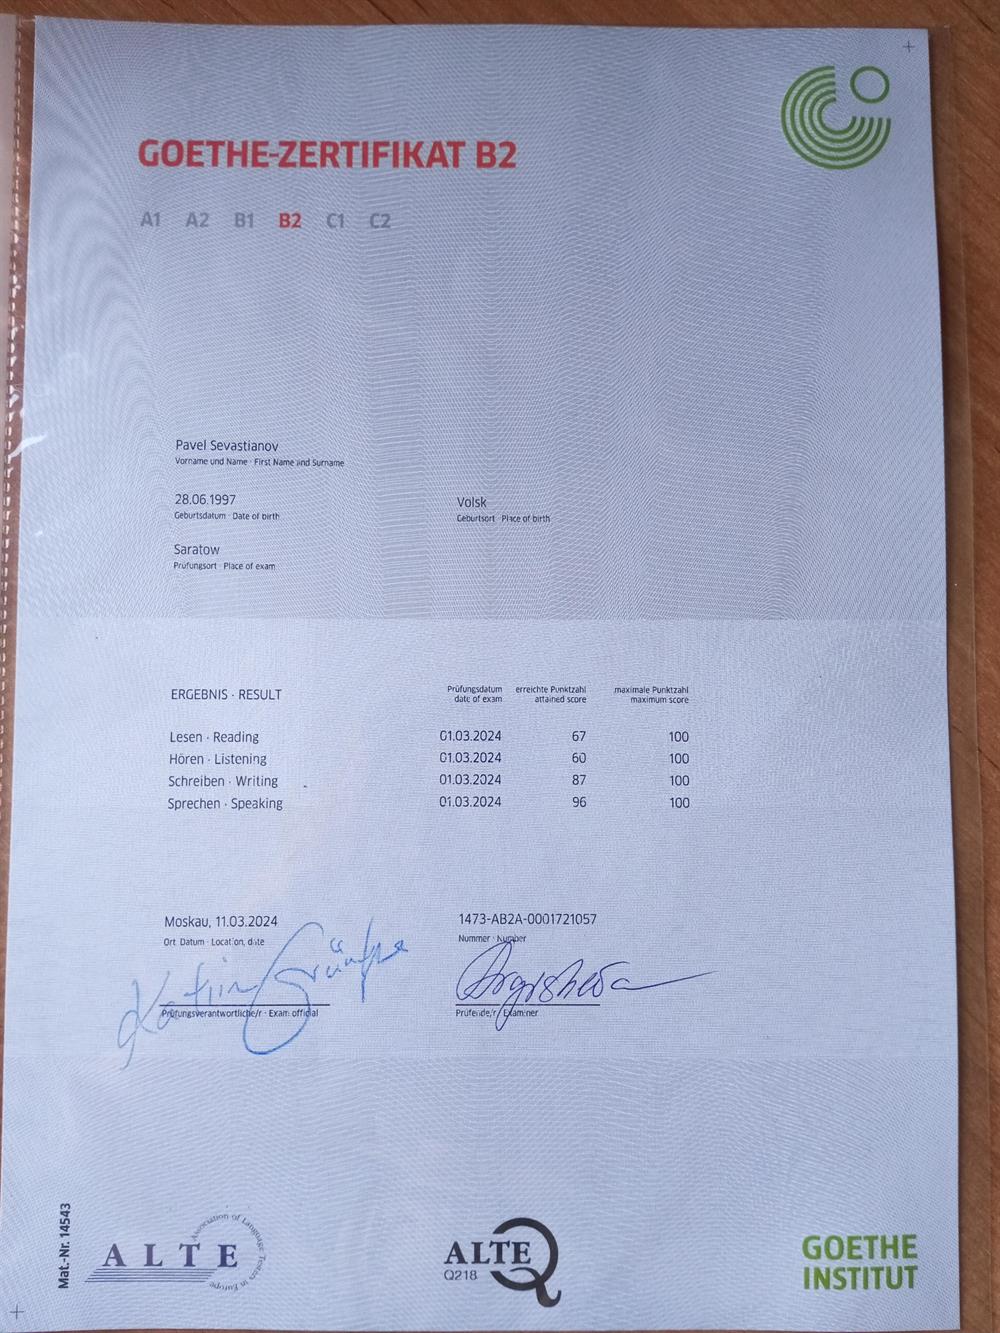 GOETHE-ZERTIFIKAT B2
A1 A2 B1 B2 C1 C2
Pavel Sevastianov
Vorname und Name · First Name and Surname
28.06.1997
Geburtsdatum · Date of birth
Volsk
Geburtsort · Place of birth
Saratow
Prüfungsort · Place of exam
ERGEBNIS · RESULT
Prüfungsdatum erreichte Punktzahl maximale Punktzahl
date of exam attained score maximum score
Lesen · Reading 01.03.2024 67 100
Hören · Listening 01.03.2024 60 100
Schreiben · Writing 01.03.2024 87 100
Sprechen · Speaking 01.03.2024 96 100
Moskau, 11.03.2024
Ort, Datum · Location, date
1473-AB2A-0001721057
Nummer · Number
Prüfungsverantwortliche/r · Exam official
Prüfende/r · Examiner
Mat.-Nr. 14543
ALTE
Association of Language Testers in Europe
ALTE
Q218
GOETHE
INSTITUT